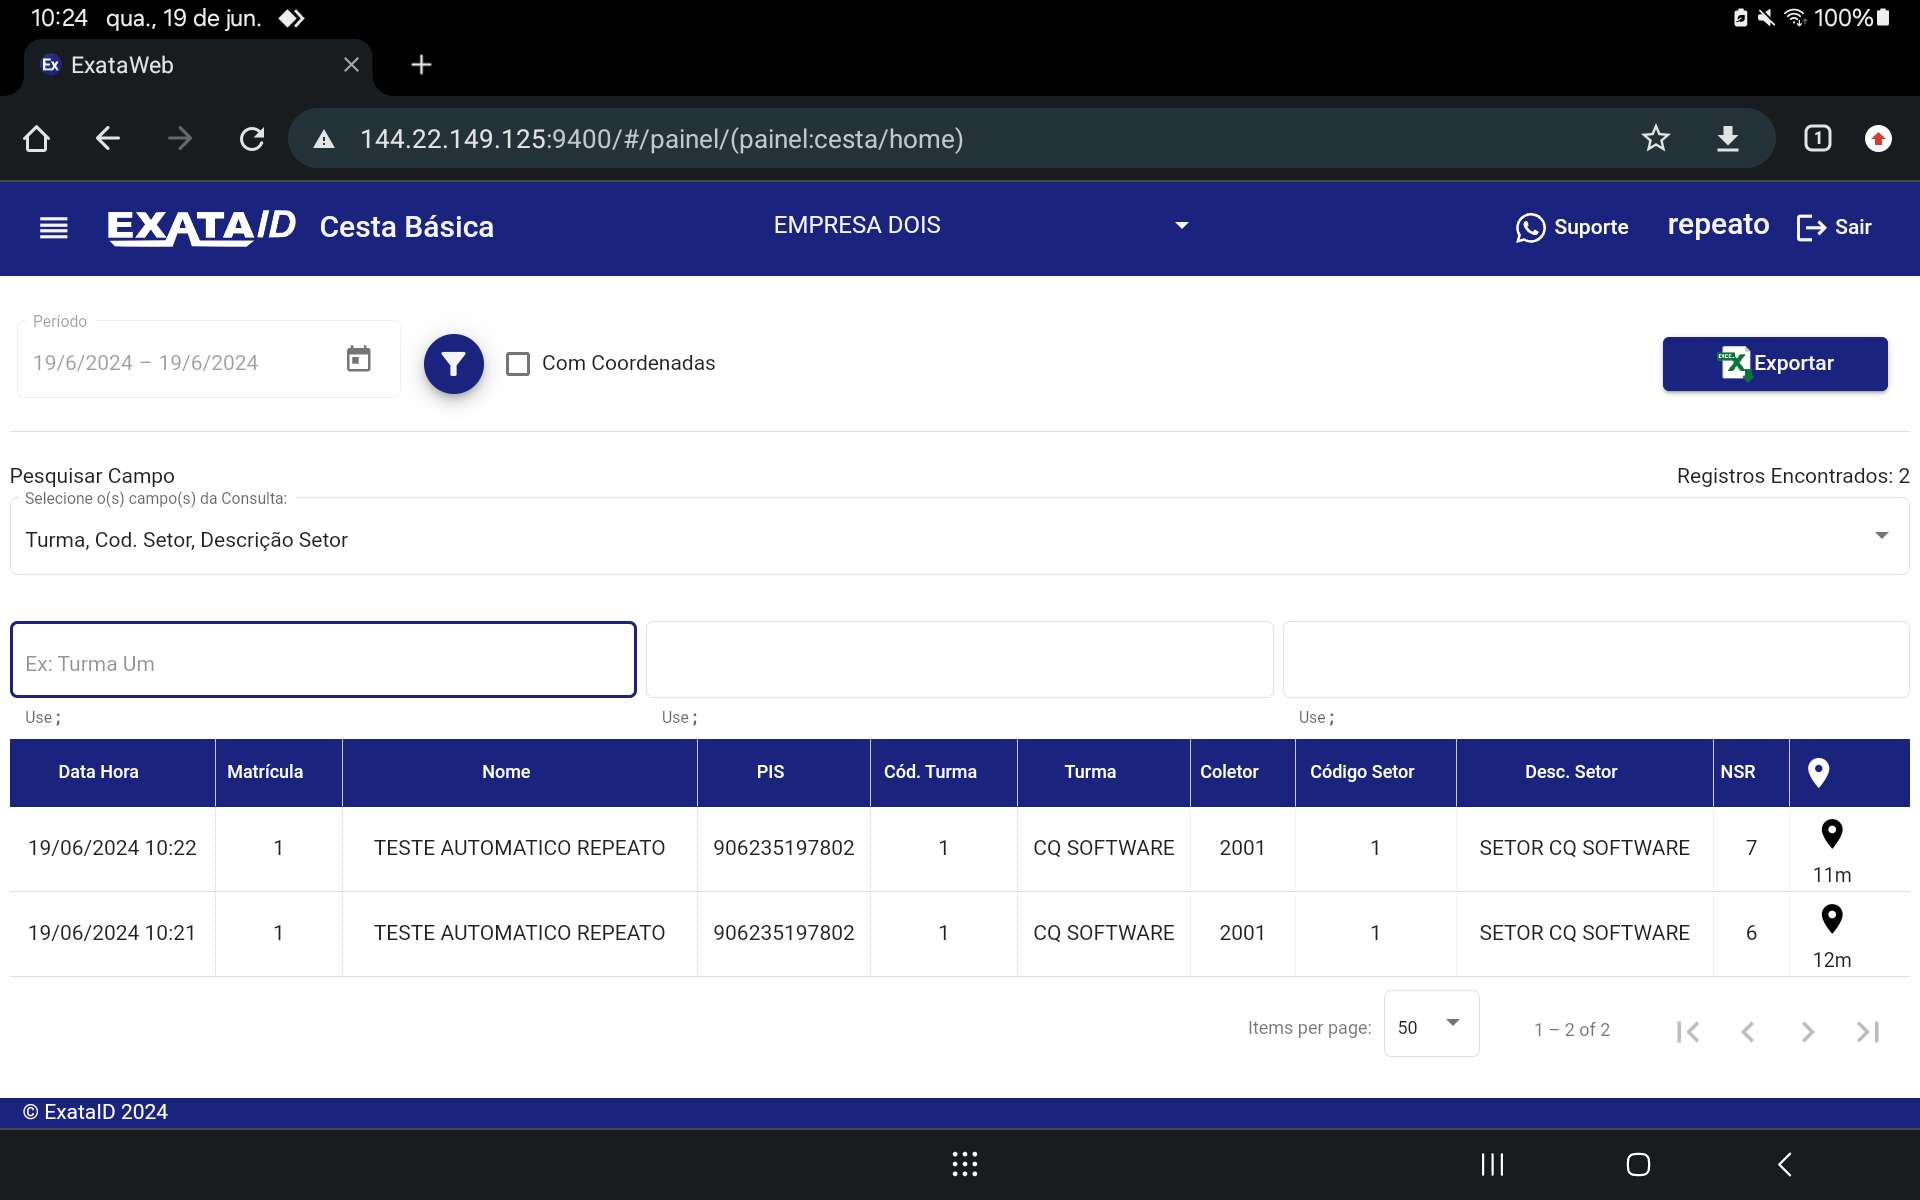 10:24 qua., 19 de jun. 100%
Ex ExataWeb
144.22.149.125:9400/#/painel/(painel:cesta/home) 1
EXATAID Cesta Básica EMPRESA DOIS Suporte repeato Sair
Período
19/6/2024 – 19/6/2024 Com Coordenadas Exportar
Pesquisar Campo Registros Encontrados: 2
Selecione o(s) campo(s) da Consulta:
Turma, Cod. Setor, Descrição Setor
Ex: Turma Um
Use ; Use ; Use ;
Data Hora Matrícula Nome PIS Cód. Turma Turma Coletor Código Setor Desc. Setor NSR
19/06/2024 10:22 1 TESTE AUTOMATICO REPEATO 906235197802 1 CQ SOFTWARE 2001 1 SETOR CQ SOFTWARE 7 11m
19/06/2024 10:21 1 TESTE AUTOMATICO REPEATO 906235197802 1 CQ SOFTWARE 2001 1 SETOR CQ SOFTWARE 6 12m
Items per page: 50 1 – 2 of 2
© ExataID 2024